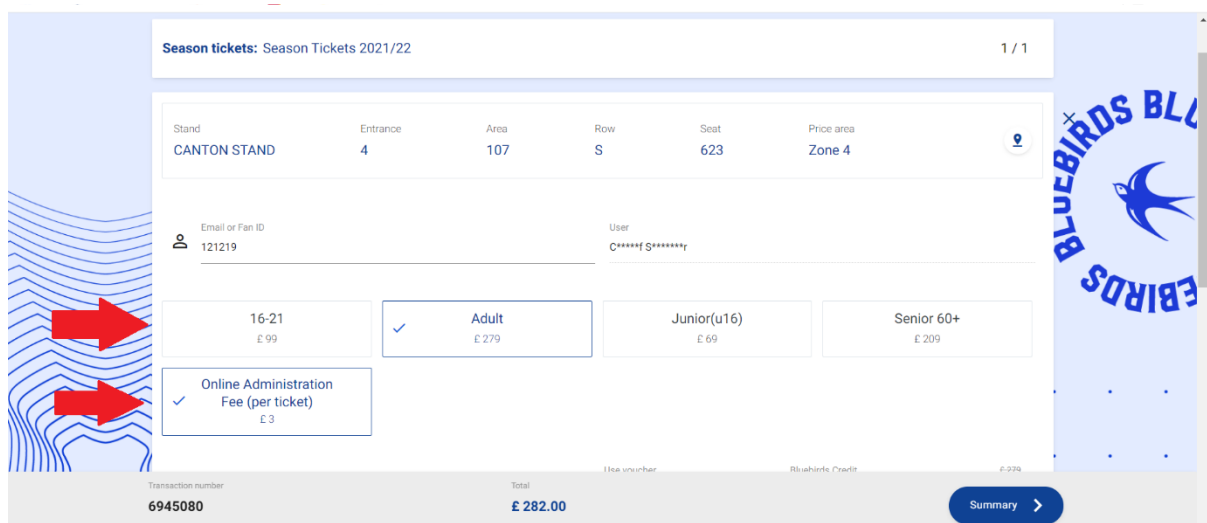 Season tickets: Season Tickets 2021/22 1 / 1
Stand Entrance Area Row Seat Price area
CANTON STAND 4 107 S 623 Zone 4
Email or Fan ID User
121219 C*****f S*******r
16-21 Adult Junior(u16) Senior 60+
£ 99 £ 279 £ 69 £ 209
Online Administration
Fee (per ticket)
£ 3
Use voucher Bluebirds Credit £ 279
Transaction number Total
6945080 £ 282.00 Summary
BLUEBIRDS BLU
EBIRDS